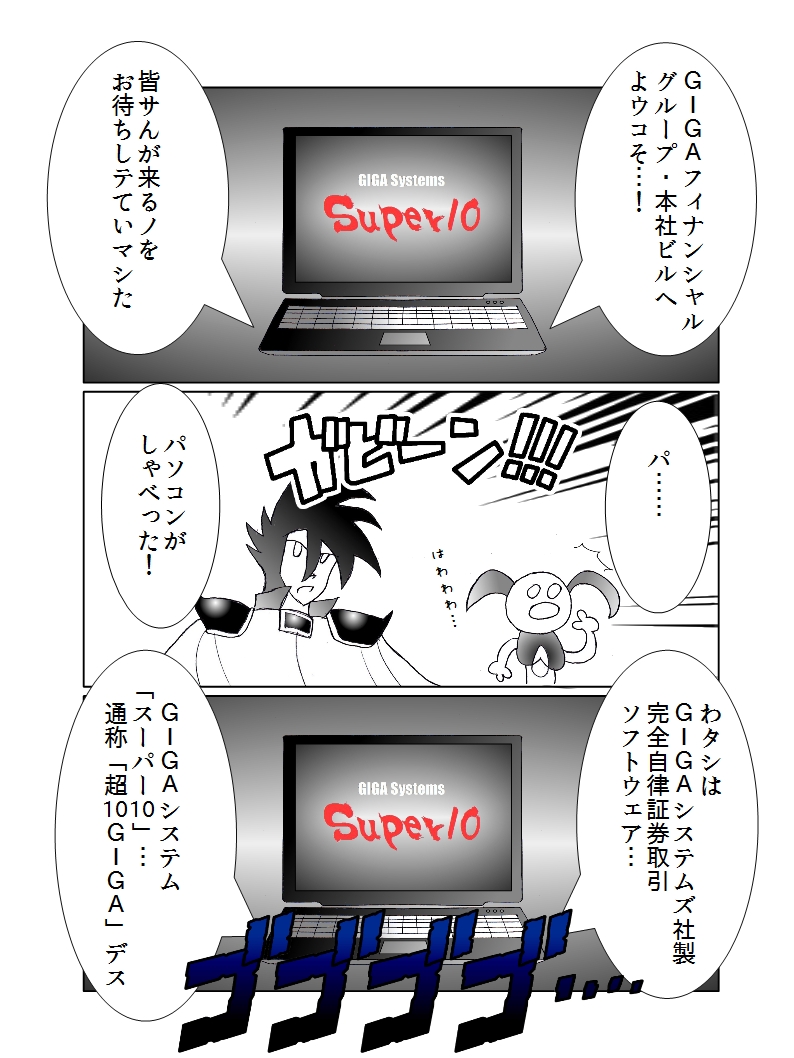 GIGAフィナンシャル
グループ・本社ビルへ
よウコそ…!
皆サんが来るノを
お待ちしテていマシた
GIGA Systems
Super10
パ……
ガビーン!!!
はわわわ…
パソコンが
しゃべった!
わタシは
GIGAシステムズ社製
完全自律証券取引
ソフトウェア…
GIGA Systems
Super10
GIGAシステム
「スーパー10」…
通称「超10GIGA」デス
ゴゴゴゴ・・・・